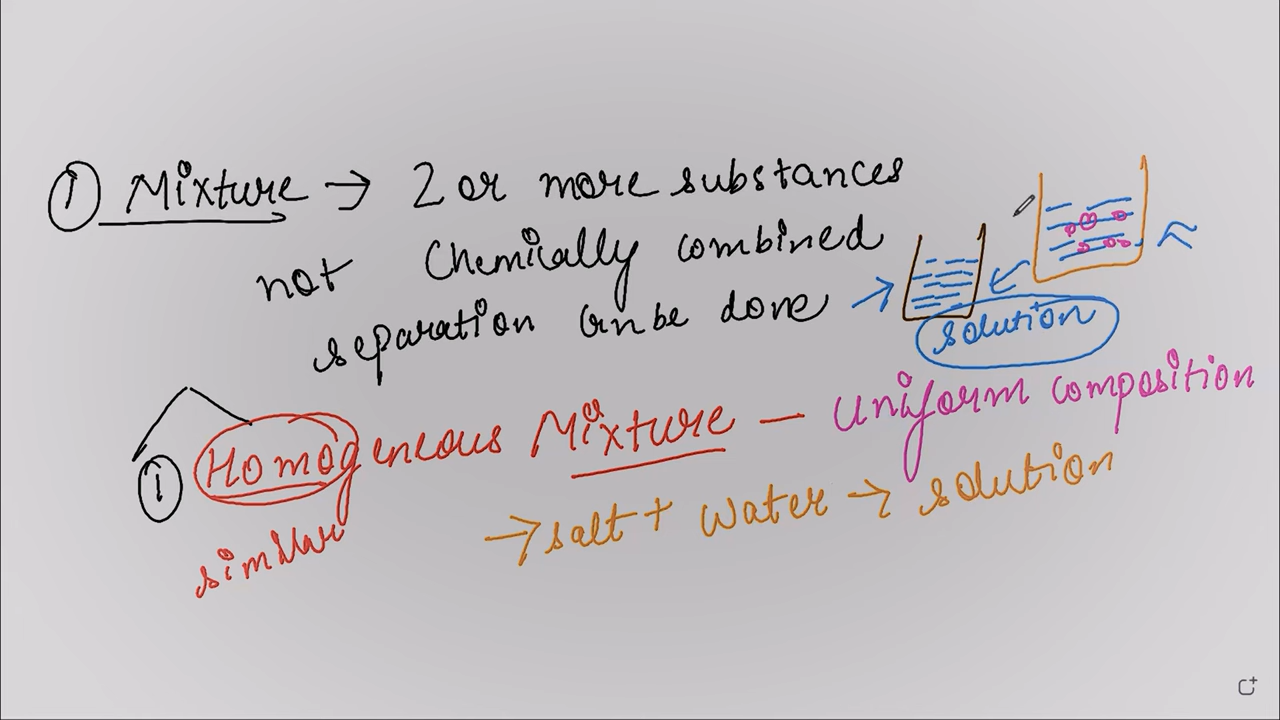 ① Mixture → 2 or more substances
not chemically combined
separation can be done
solution
① Homogeneous Mixture — Uniform composition
similar
→ salt + water → solution